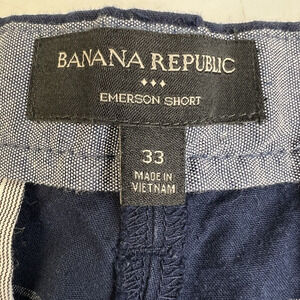 BANANA REPUBLIC
EMERSON SHORT
33
MADE IN
VIETNAM